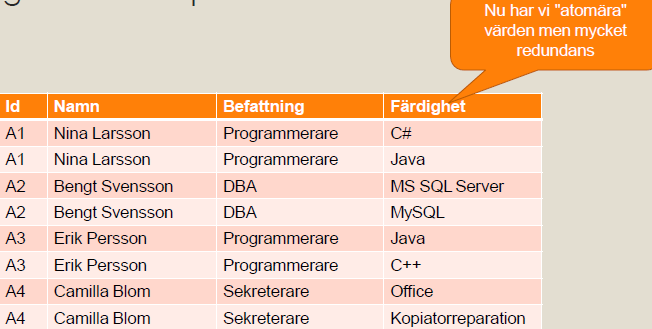 Nu har vi "atomära"
värden men mycket
redundans
Id Namn Befattning Färdighet
A1 Nina Larsson Programmerare C#
A1 Nina Larsson Programmerare Java
A2 Bengt Svensson DBA MS SQL Server
A2 Bengt Svensson DBA MySQL
A3 Erik Persson Programmerare Java
A3 Erik Persson Programmerare C++
A4 Camilla Blom Sekreterare Office
A4 Camilla Blom Sekreterare Kopiatorreparation